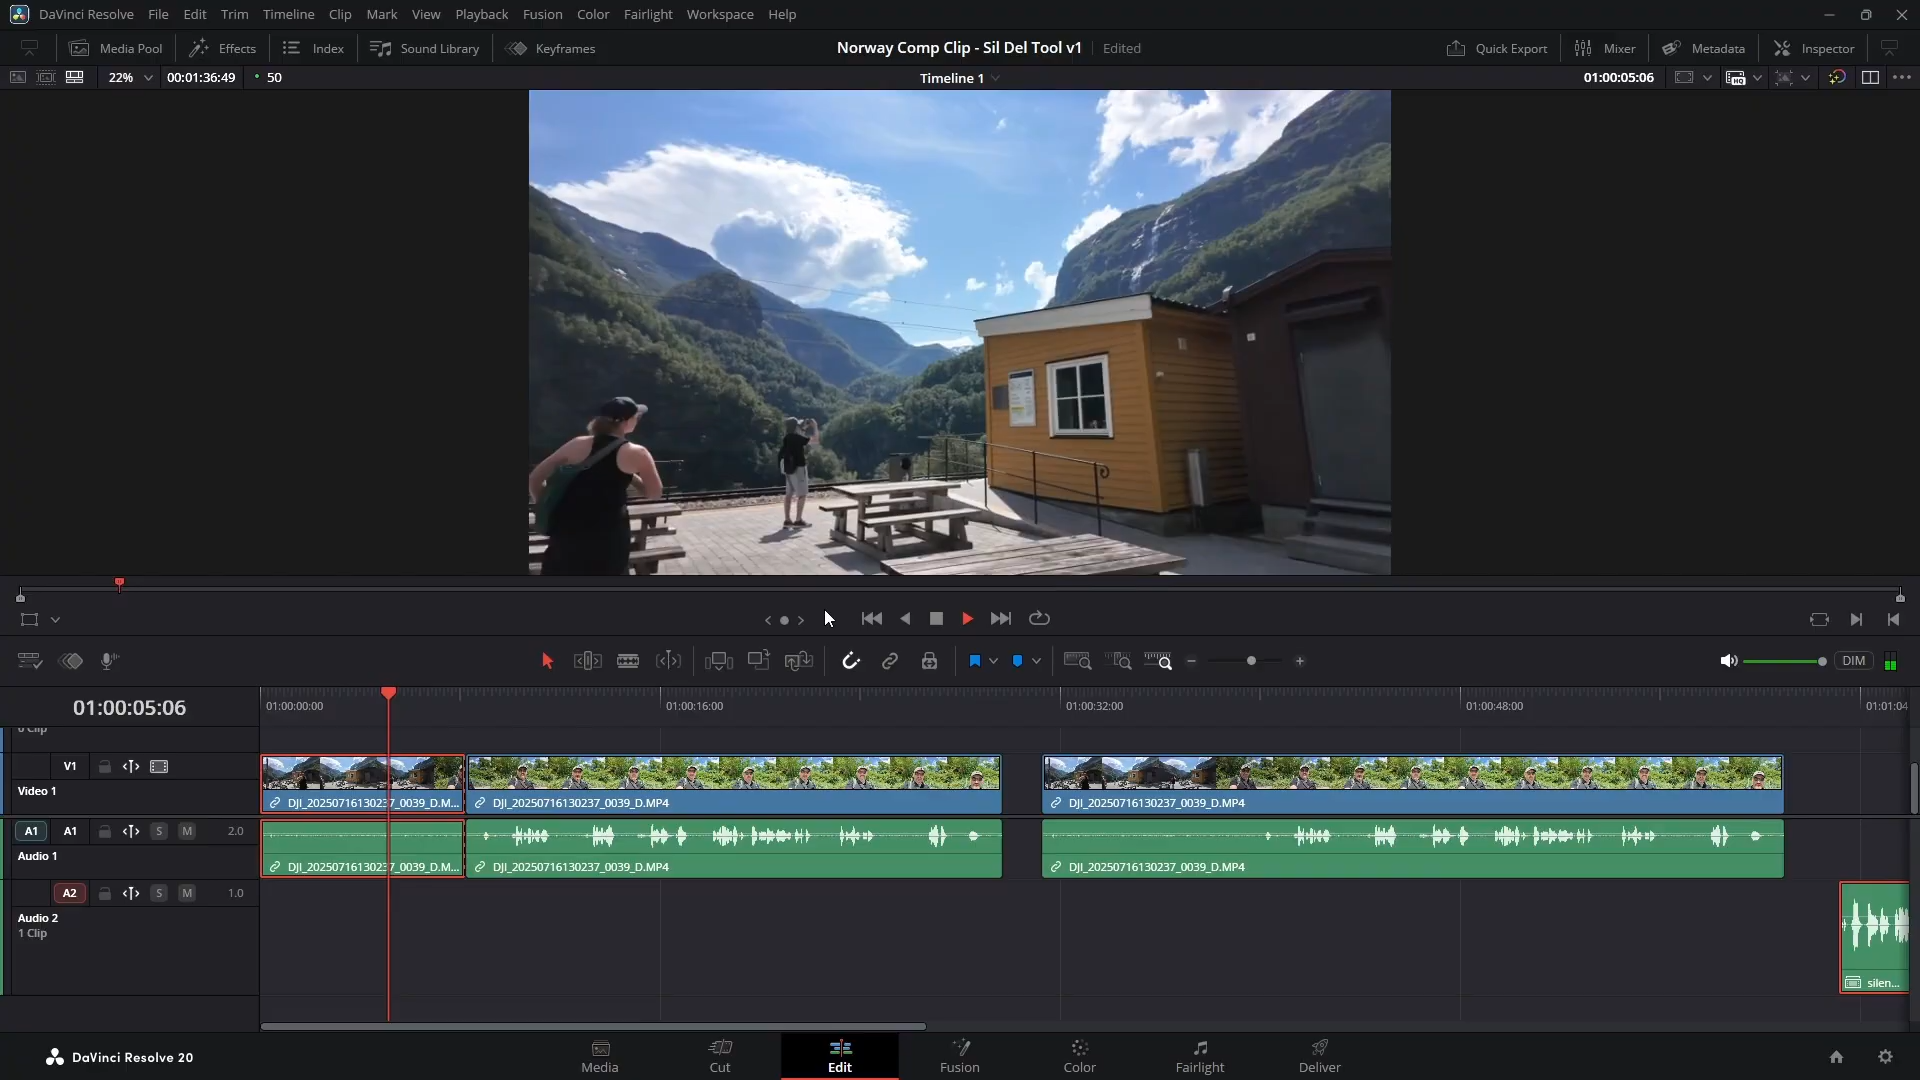 DaVinci Resolve File Edit Trim Timeline Clip Mark View Playback Fusion Color Fairlight Workspace Help
Media Pool Effects Index Sound Library Keyframes Norway Comp Clip - Sil Del Tool v1 Edited Quick Export Mixer Metadata Inspector
22% 00:01:36:49 50 Timeline 1 01:00:05:06 HQ
DIM
01:00:05:06 01:00:00:00 01:00:16:00 01:00:32:00 01:00:48:00 01:01:04
V1
Video 1
DJI_20250716130237_0039_D.M... DJI_20250716130237_0039_D.MP4 DJI_20250716130237_0039_D.MP4
A1 A1 S M 2.0
Audio 1
DJI_20250716130237_0039_D.M... DJI_20250716130237_0039_D.MP4 DJI_20250716130237_0039_D.MP4
A2 S M 1.0
Audio 2
1 Clip
silen...
DaVinci Resolve 20 Media Cut Edit Fusion Color Fairlight Deliver